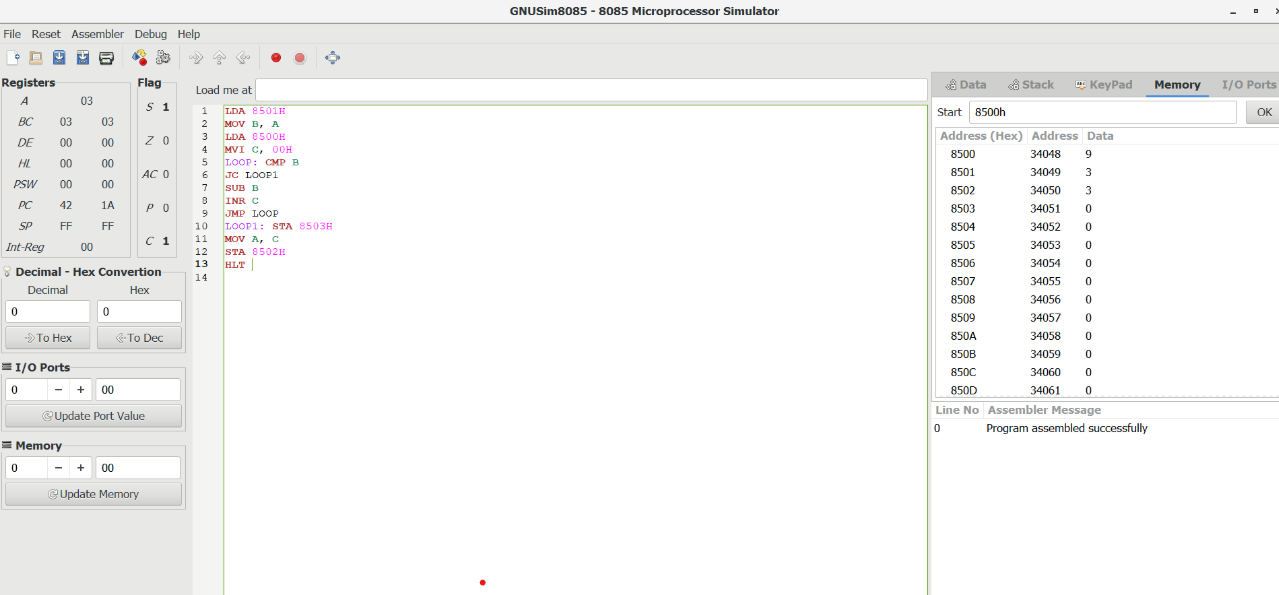 GNUSim8085 - 8085 Microprocessor Simulator
File Reset Assembler Debug Help
Registers
A 03
BC 03 03
DE 00 00
HL 00 00
PSW 00 00
PC 42 1A
SP FF FF
Int-Reg 00
Flag
S 1
Z 0
AC 0
P 0
C 1
Decimal - Hex Convertion
Decimal Hex
0 0
To Hex To Dec
I/O Ports
0 − + 00
Update Port Value
Memory
0 − + 00
Update Memory
Load me at
1 LDA 8501H
2 MOV B, A
3 LDA 8500H
4 MVI C, 00H
5 LOOP: CMP B
6 JC LOOP1
7 SUB B
8 INR C
9 JMP LOOP
10 LOOP1: STA 8503H
11 MOV A, C
12 STA 8502H
13 HLT
14
Data Stack KeyPad Memory I/O Ports
Start 8500h OK
Address (Hex) Address Data
8500 34048 9
8501 34049 3
8502 34050 3
8503 34051 0
8504 34052 0
8505 34053 0
8506 34054 0
8507 34055 0
8508 34056 0
8509 34057 0
850A 34058 0
850B 34059 0
850C 34060 0
850D 34061 0
Line No Assembler Message
0 Program assembled successfully